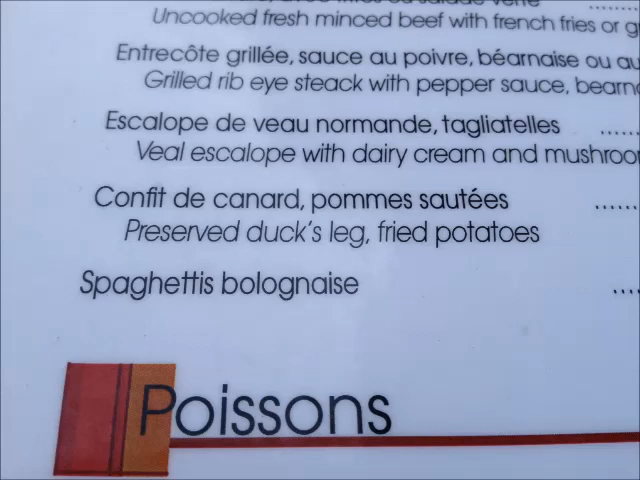 Uncooked fresh minced beef with french fries or
Entrecôte grillée, sauce au poivre, béarnaise ou
Grilled rib eye steack with pepper sauce,
Escalope de veau normande, tagliatelles ......
Veal escalope with dairy cream and
Confit de canard, pommes sautées ......
Preserved duck's leg, fried potatoes
Spaghettis bolognaise ....
Poissons